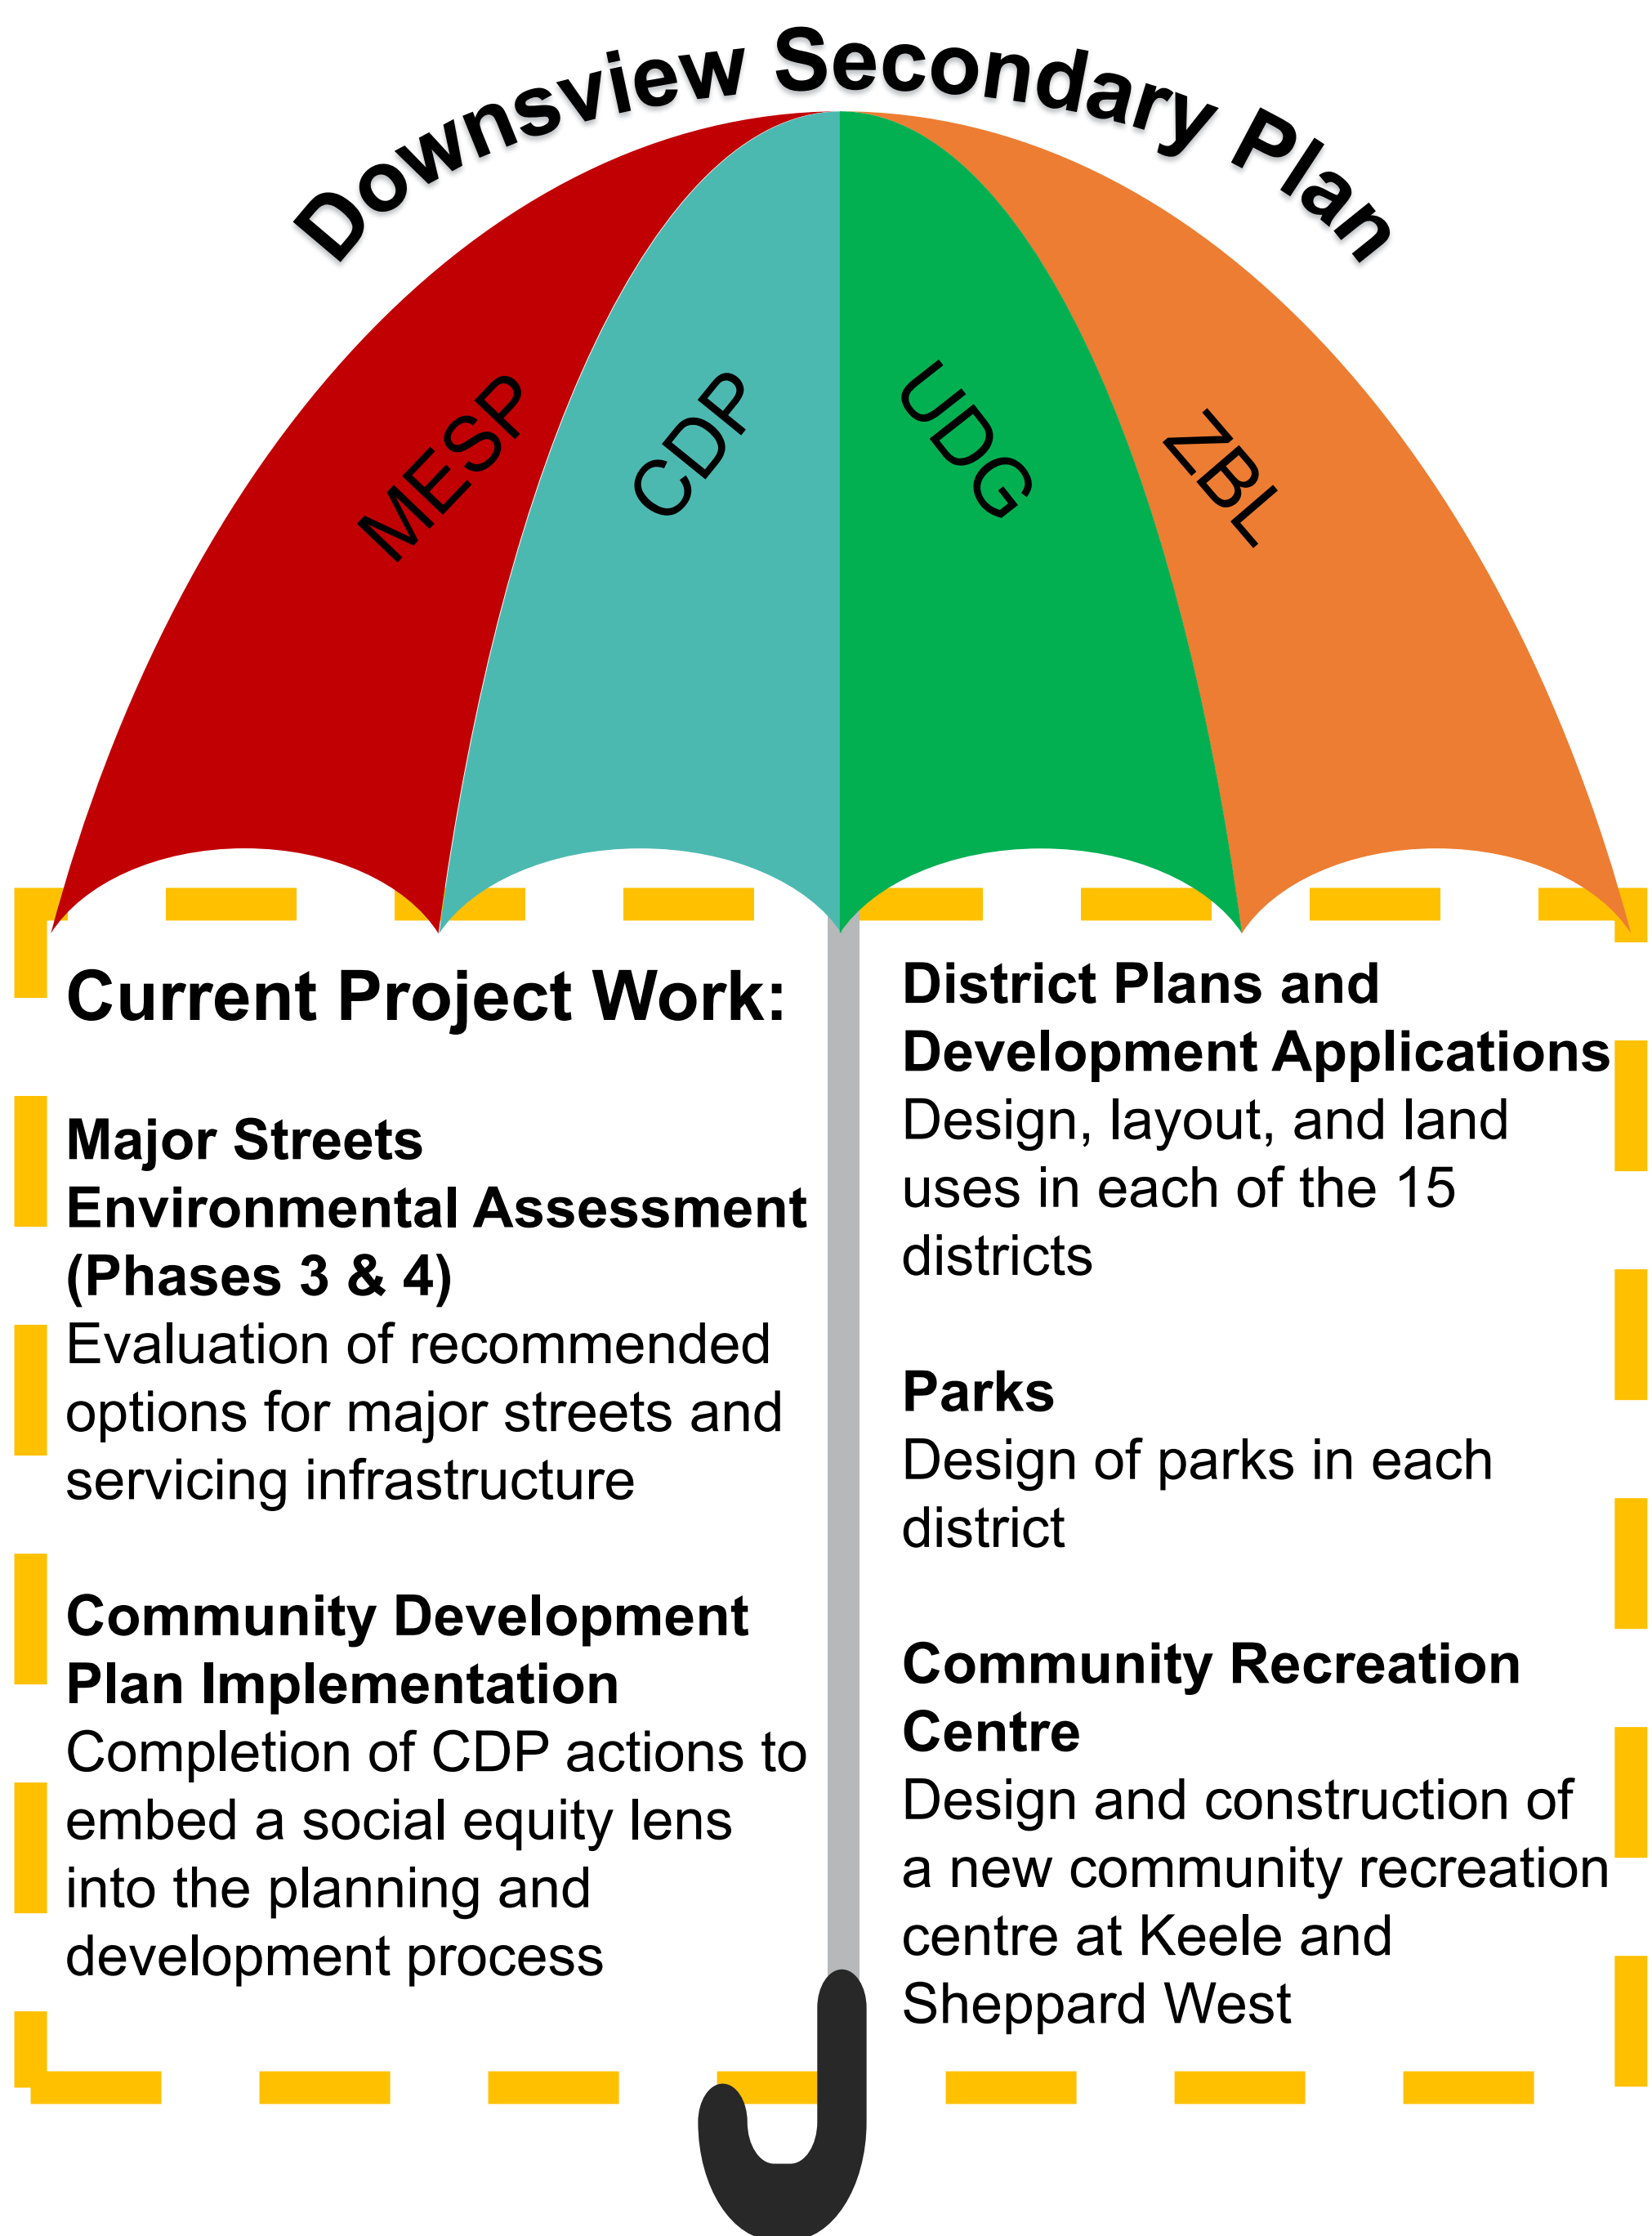 Downsview Secondary Plan
MESP
CDP
UDG
ZBL
Current Project Work:
Major Streets
Environmental Assessment
(Phases 3 & 4)
Evaluation of recommended
options for major streets and
servicing infrastructure
Community Development
Plan Implementation
Completion of CDP actions to
embed a social equity lens
into the planning and
development process
District Plans and
Development Applications
Design, layout, and land
uses in each of the 15
districts
Parks
Design of parks in each
district
Community Recreation
Centre
Design and construction of
a new community recreation
centre at Keele and
Sheppard West